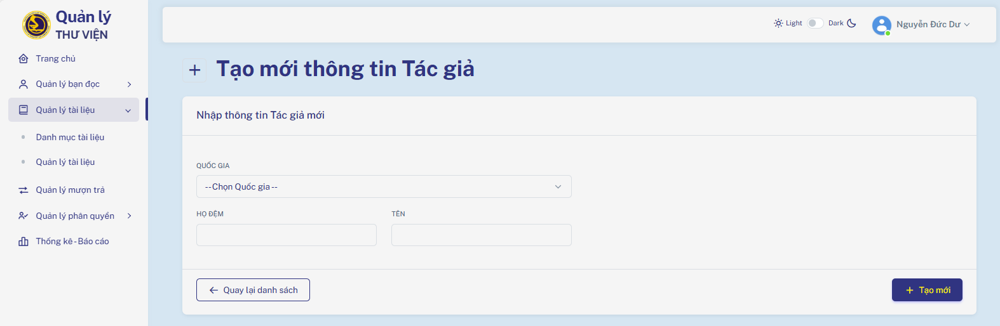 Quản lý
THƯ VIỆN
Trang chủ
Quản lý bạn đọc
Quản lý tài liệu
Danh mục tài liệu
Quản lý tài liệu
Quản lý mượn trả
Quản lý phân quyền
Thống kê - Báo cáo
Light Dark Nguyễn Đức Dư
Tạo mới thông tin Tác giả
Nhập thông tin Tác giả mới
QUỐC GIA
--Chọn Quốc gia--
HỌ ĐỆM TÊN
Quay lại danh sách Tạo mới